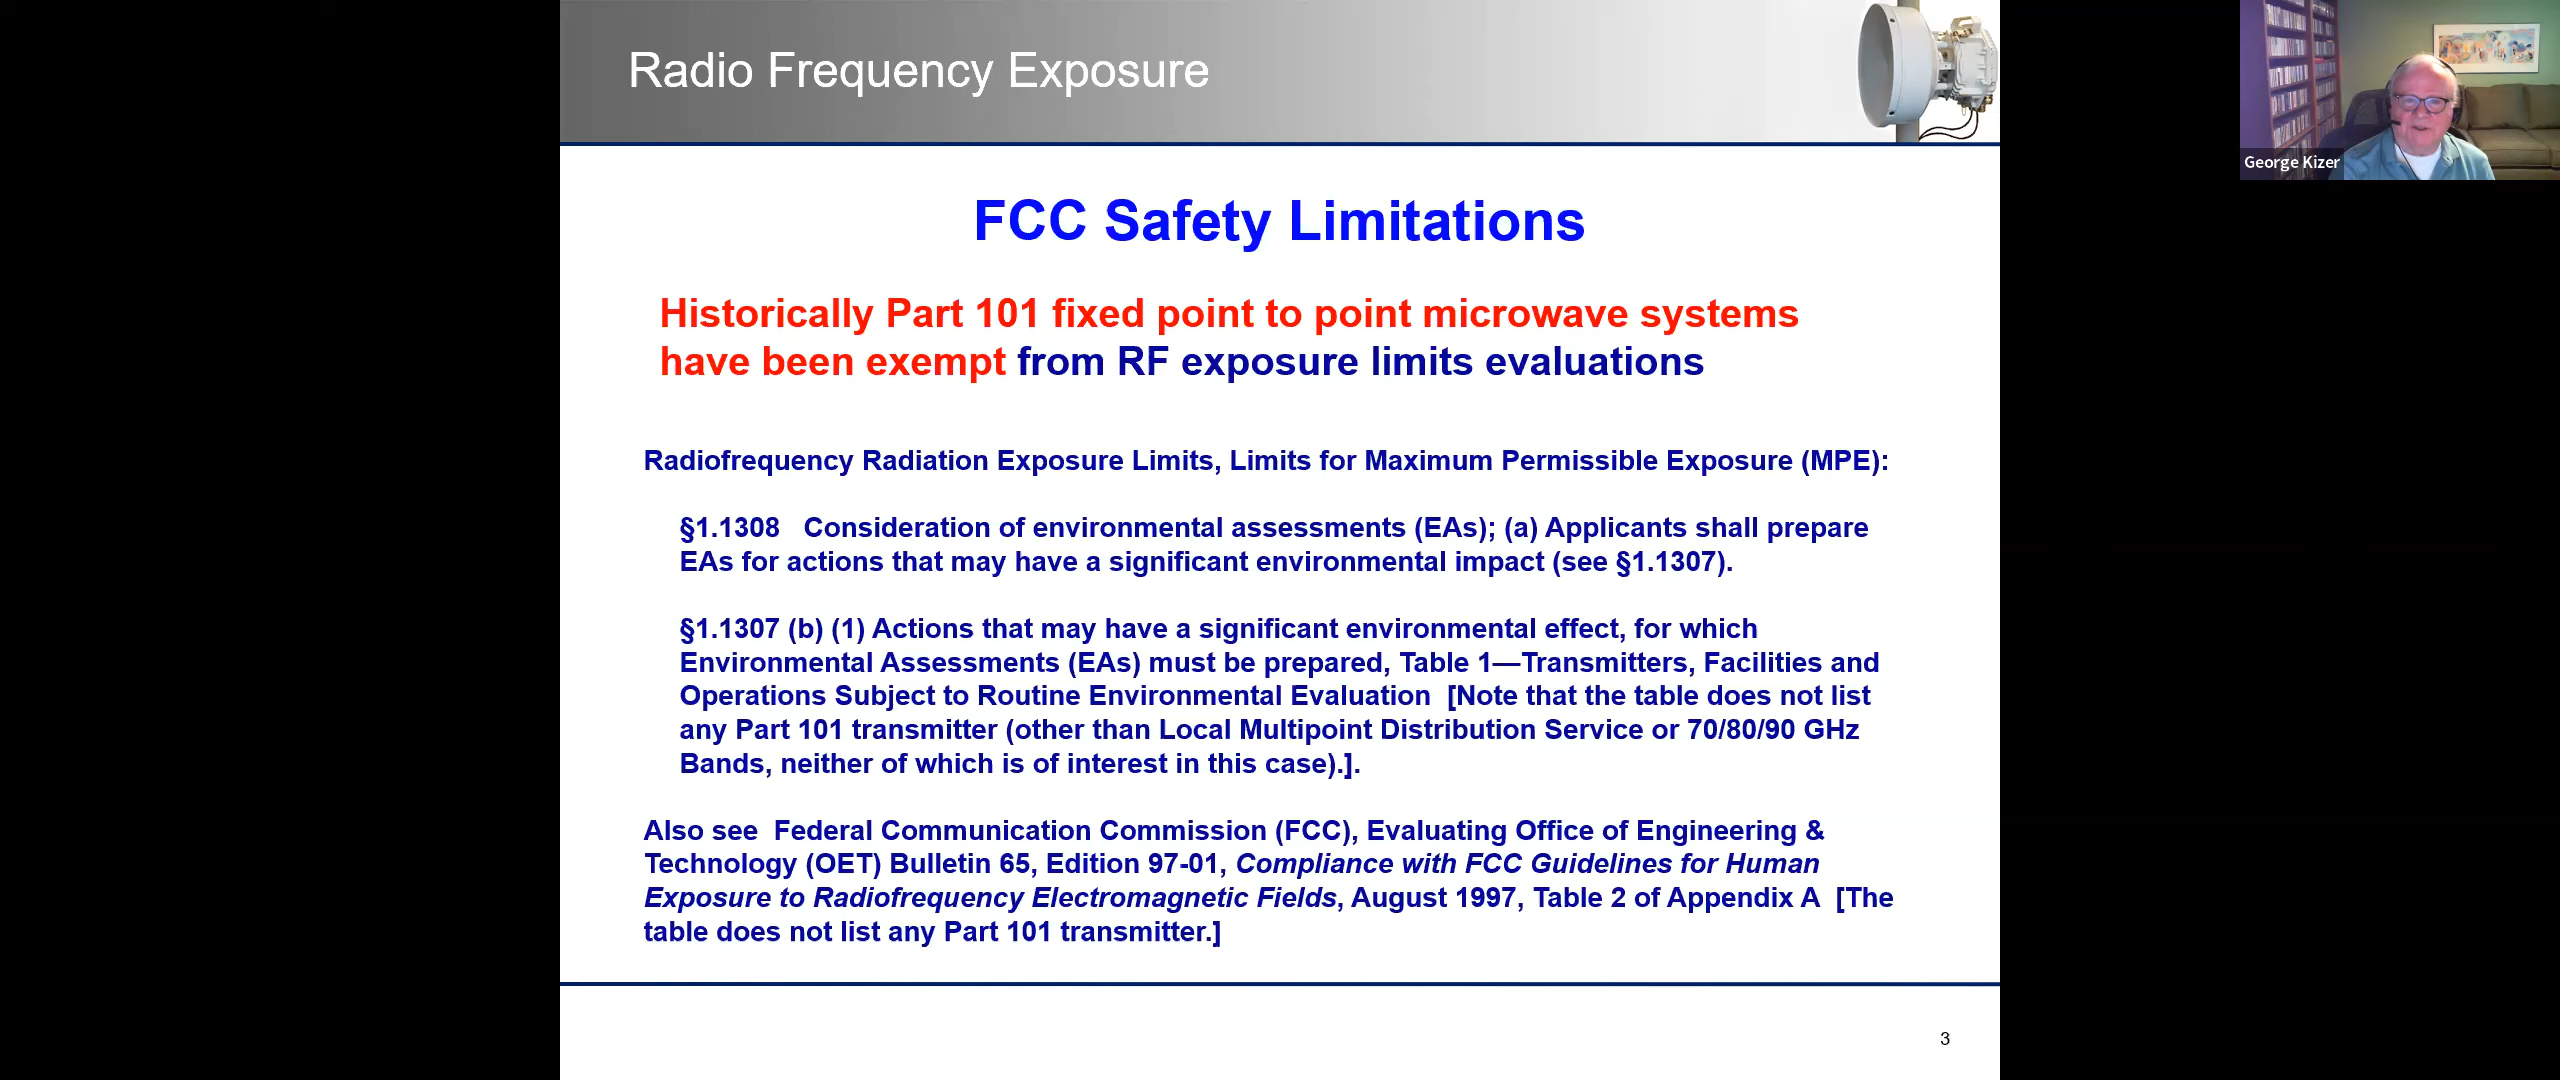 Radio Frequency Exposure
George Kizer
FCC Safety Limitations
Historically Part 101 fixed point to point microwave systems
have been exempt from RF exposure limits evaluations
Radiofrequency Radiation Exposure Limits, Limits for Maximum Permissible Exposure (MPE):
§1.1308   Consideration of environmental assessments (EAs); (a) Applicants shall prepare
EAs for actions that may have a significant environmental impact (see §1.1307).
§1.1307 (b) (1) Actions that may have a significant environmental effect, for which
Environmental Assessments (EAs) must be prepared, Table 1—Transmitters, Facilities and
Operations Subject to Routine Environmental Evaluation  [Note that the table does not list
any Part 101 transmitter (other than Local Multipoint Distribution Service or 70/80/90 GHz
Bands, neither of which is of interest in this case).].
Also see  Federal Communication Commission (FCC), Evaluating Office of Engineering &
Technology (OET) Bulletin 65, Edition 97-01, Compliance with FCC Guidelines for Human
Exposure to Radiofrequency Electromagnetic Fields, August 1997, Table 2 of Appendix A  [The
table does not list any Part 101 transmitter.]
3